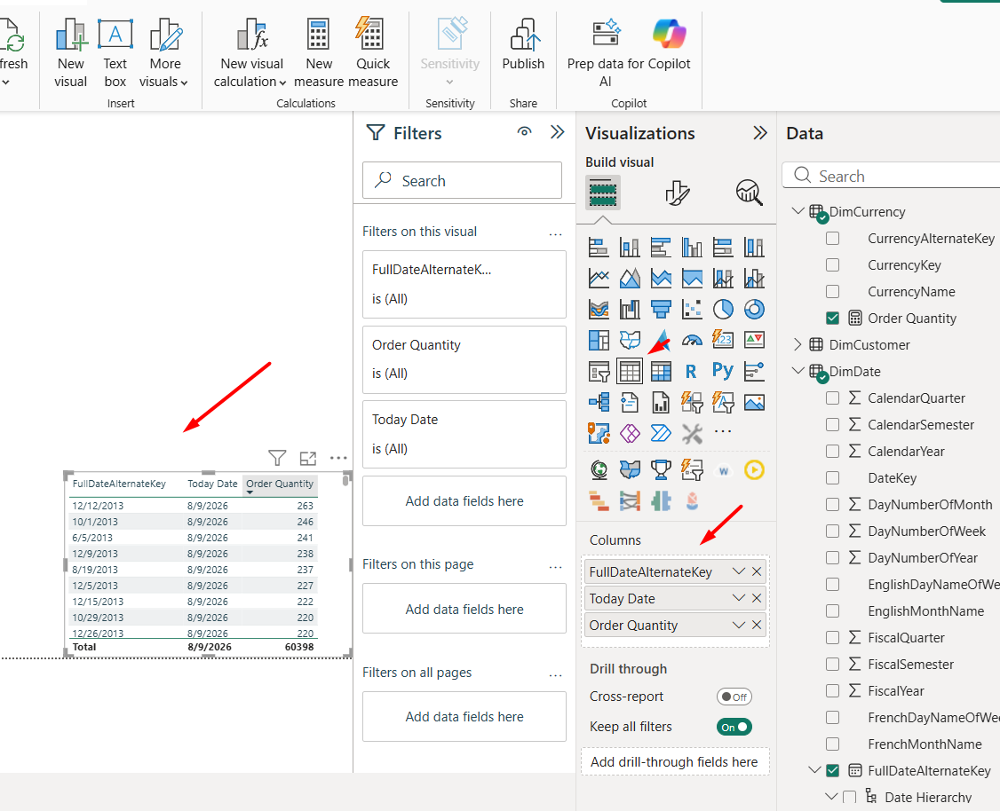 fresh
New
visual
Text
box
More
visuals
Insert
New visual
calculation
New
measure
Quick
measure
Calculations
Sensitivity
Sensitivity
Publish
Share
Prep data for
AI
Copilot
Copilot
Filters
Search
Filters on this visual
...
FullDateAlternateK...
is (All)
Order Quantity
is (All)
Today Date
is (All)
Add data fields here
Filters on this page
...
Add data fields here
Filters on all pages
...
Add data fields here
FullDateAlternateKey Today Date Order Quantity
12/12/2013 8/9/2026 263
10/1/2013 8/9/2026 246
6/5/2013 8/9/2026 241
12/9/2013 8/9/2026 238
8/19/2013 8/9/2026 237
12/5/2013 8/9/2026 227
12/15/2013 8/9/2026 222
10/29/2013 8/9/2026 220
12/26/2013 8/9/2026 220
Total 8/9/2026 60398
Visualizations
Build visual
123
R
Py
...
W
Columns
FullDateAlternateKey
Today Date
Order Quantity
Drill through
Cross-report
Off
Keep all filters
On
Add drill-through fields here
Data
Search
DimCurrency
CurrencyAlternateKey
CurrencyKey
CurrencyName
Order Quantity
DimCustomer
DimDate
CalendarQuarter
CalendarSemester
CalendarYear
DateKey
DayNumberOfMonth
DayNumberOfWeek
DayNumberOfYear
EnglishDayNameOfWe
EnglishMonthName
FiscalQuarter
FiscalSemester
FiscalYear
FrenchDayNameOfWee
FrenchMonthName
FullDateAlternateKey
Date Hierarchy